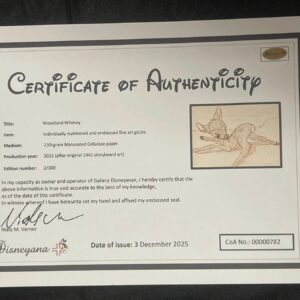 Certificate of Authenticity
Title: Woodland Whimsy
Item: Individually numbered and embossed fine art giclée
Medium: 230gram Matcoated Cellulose paper
Production year: 2025 (after original 1942 storyboard art)
Edition number: 2/100
In my capacity as owner and operator of Gallery Disneyanan, I hereby certify that the
above information is true and accurate to the best of my knowledge,
as of the date of this certificate.
In witness whereof I have hereunto set my hand and affixed my embossed seal.
Niels M. Verner
Disneyana
Date of issue: 3 December 2025
CoA No: 00000782